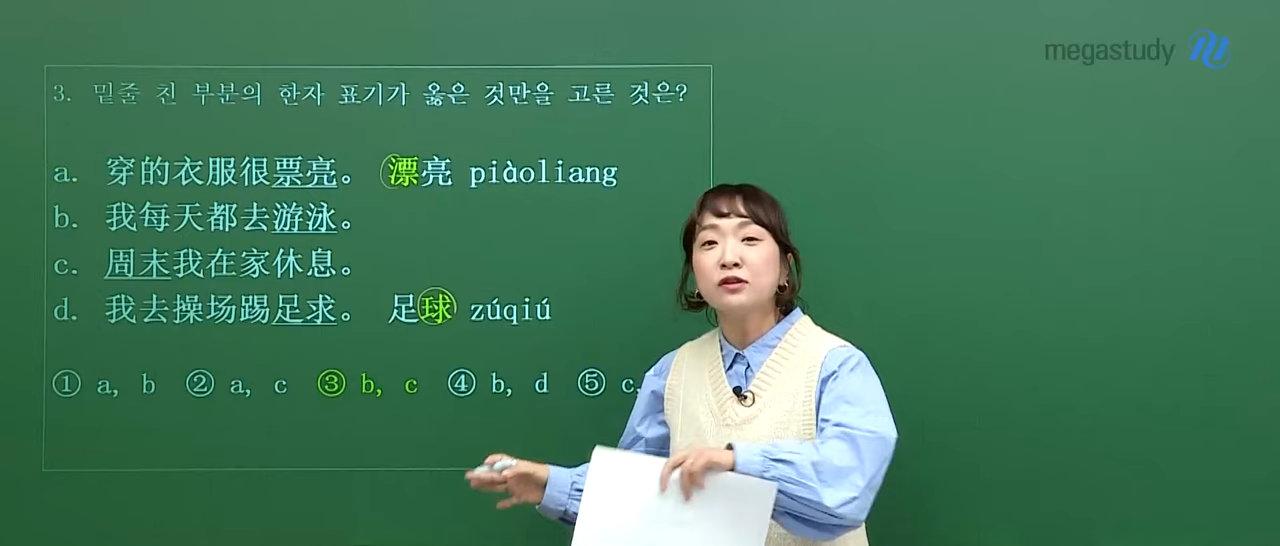 megastudy
3. 밑줄 친 부분의 한자 표기가 옳은 것만을 고른 것은?
a. 穿的衣服很票亮。 漂亮 piàoliang
b. 我每天都去游泳。
c. 周末我在家休息。
d. 我去操场踢足求。 足球 zúqiú
① a, b ② a, c ③ b, c ④ b, d ⑤ c,